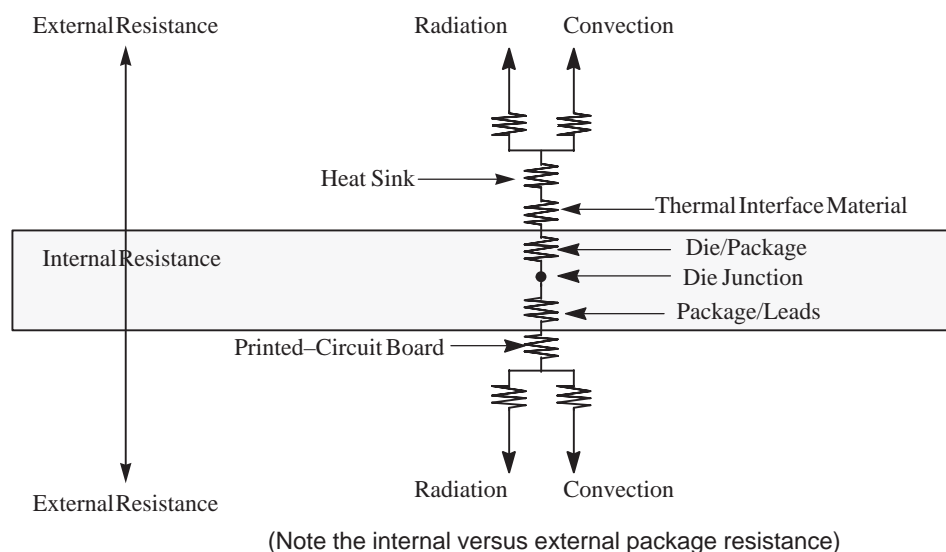 External Resistance
Radiation
Convection
Heat Sink
Thermal Interface Material
Internal Resistance
Die/Package
Die Junction
Package/Leads
Printed–Circuit Board
Radiation
Convection
External Resistance
(Note the internal versus external package resistance)